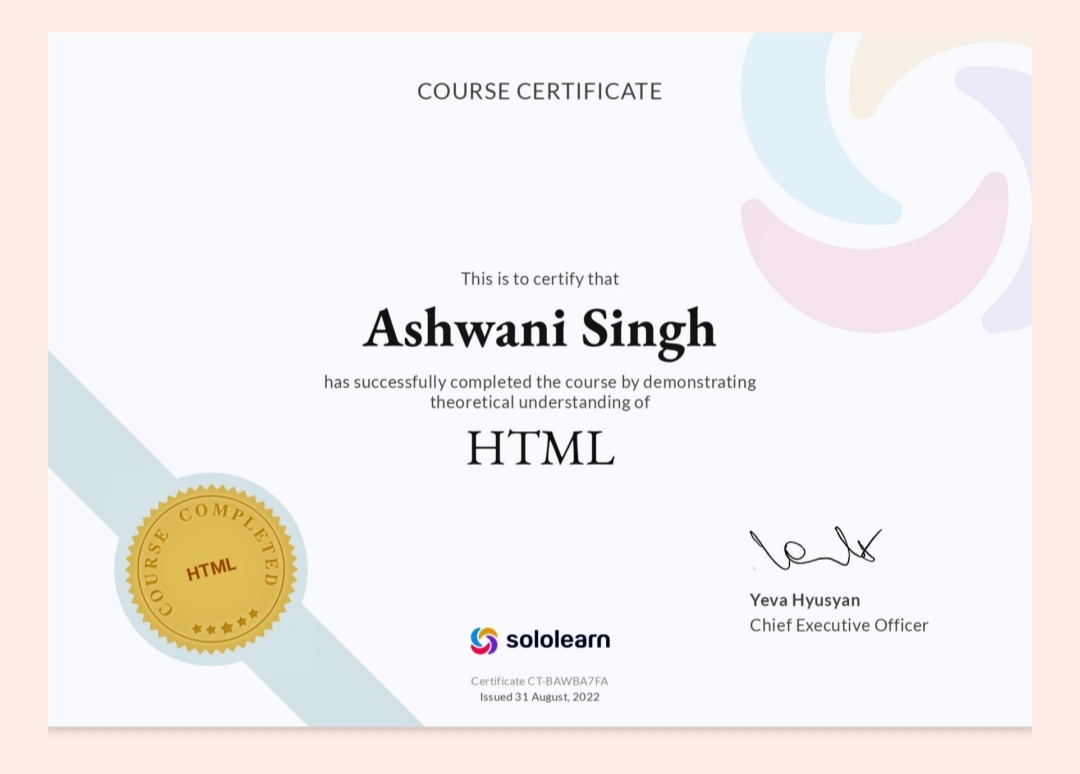 COURSE CERTIFICATE
This is to certify that
Ashwani Singh
has successfully completed the course by demonstrating
theoretical understanding of
HTML
COURSE COMPLETED
HTML
Yeva Hyusyan
Chief Executive Officer
sololearn
Certificate CT-BAWBA7FA
Issued 31 August, 2022